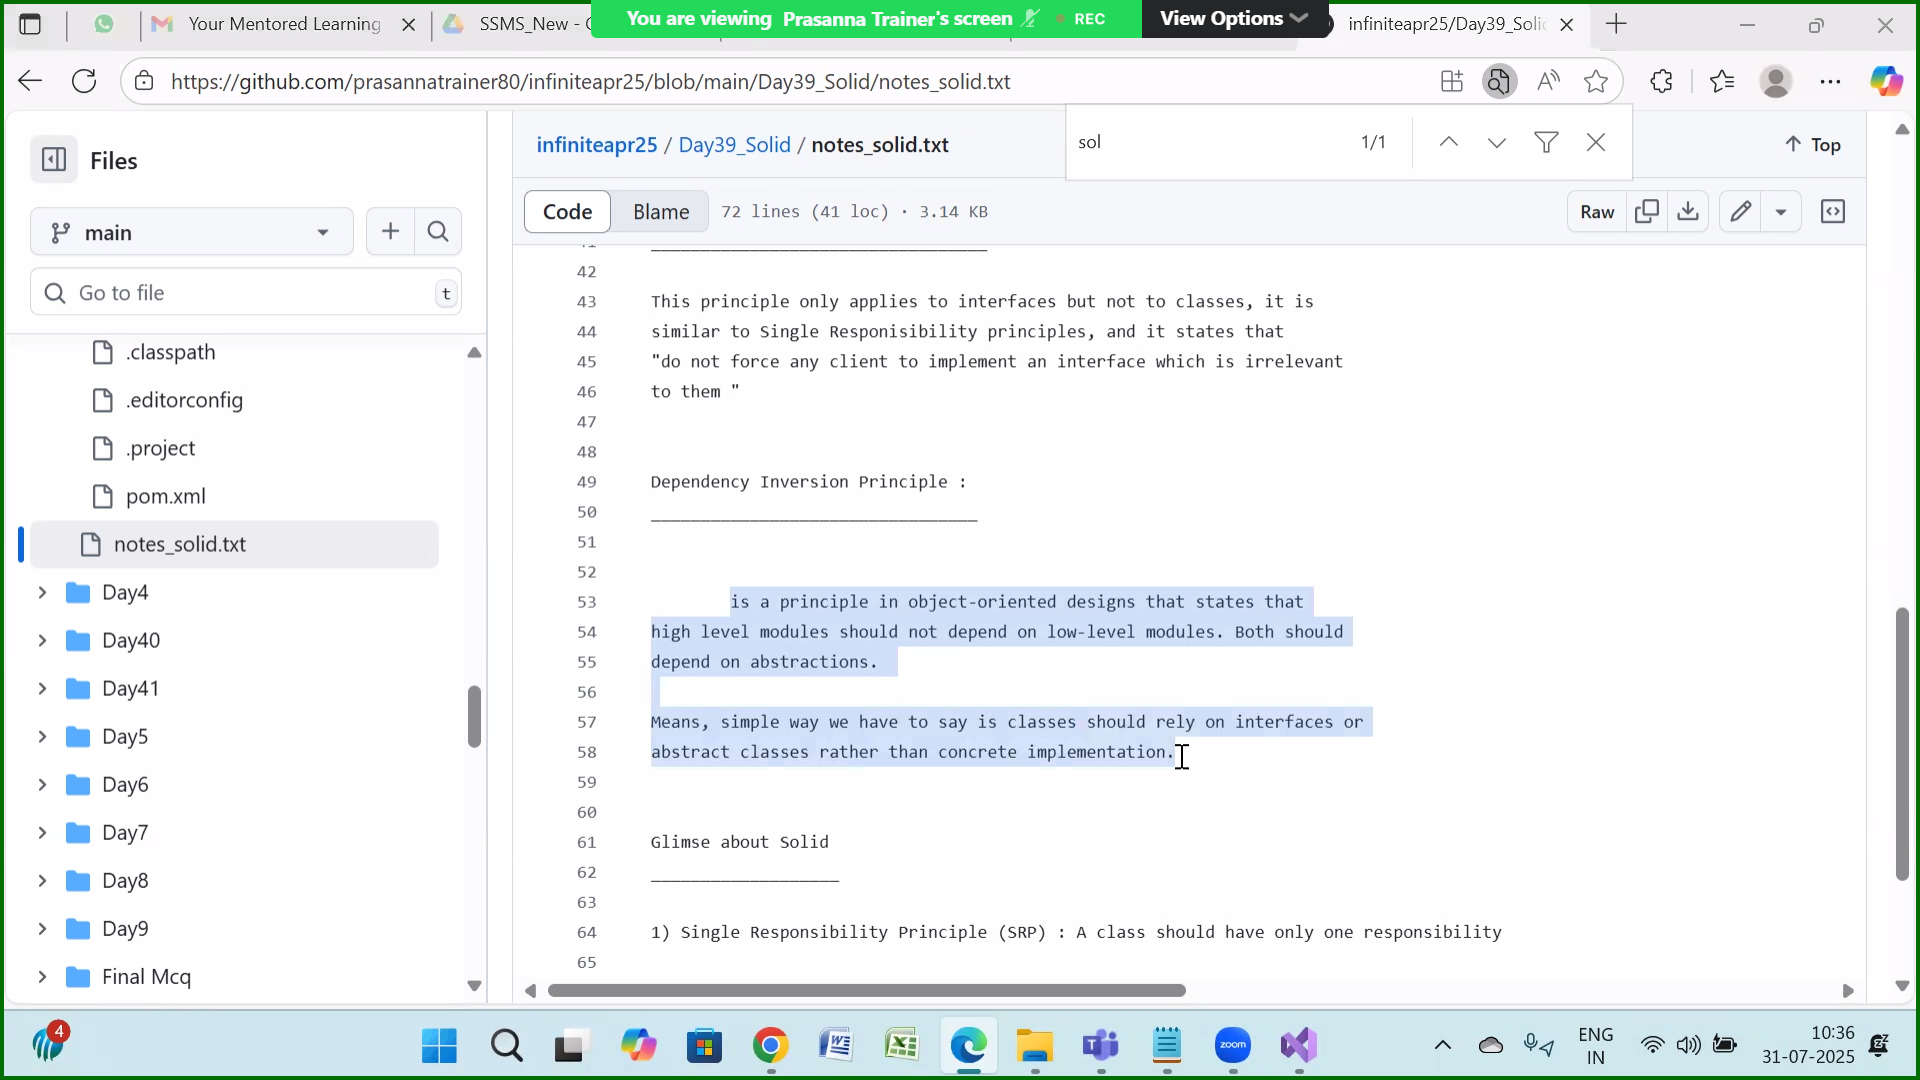 Your Mentored Learning
SSMS_New -
You are viewing Prasanna Trainer's screen
REC
View Options
infiniteapr25/Day39_Soli
https://github.com/prasannatrainer80/infiniteapr25/blob/main/Day39_Solid/notes_solid.txt
sol
1/1
Files
infiniteapr25 / Day39_Solid / notes_solid.txt
Top
main
Code
Blame
72 lines (41 loc) · 3.14 KB
Raw
Go to file
t
.classpath
.editorconfig
.project
pom.xml
notes_solid.txt
Day4
Day40
Day41
Day5
Day6
Day7
Day8
Day9
Final Mcq
42
43 This principle only applies to interfaces but not to classes, it is
44 similar to Single Responisibility principles, and it states that
45 "do not force any client to implement an interface which is irrelevant
46 to them "
47
48
49 Dependency Inversion Principle :
50 _________________________________
51
52
53 is a principle in object-oriented designs that states that
54 high level modules should not depend on low-level modules. Both should
55 depend on abstractions.
56
57 Means, simple way we have to say is classes should rely on interfaces or
58 abstract classes rather than concrete implementation.
59
60
61 Glimse about Solid
62 ___________________
63
64 1) Single Responsibility Principle (SRP) : A class should have only one responsibility
65
4
zoom
ENG
IN
10:36
31-07-2025